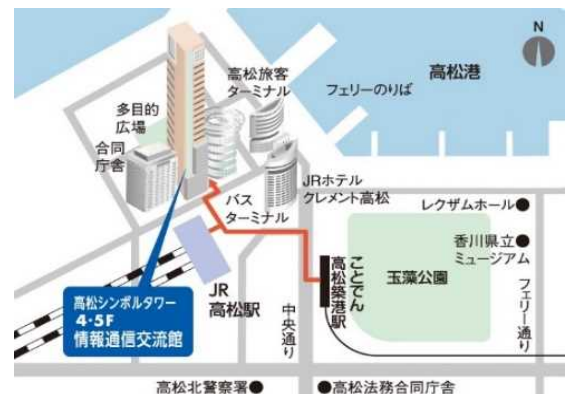 N
高松港
高松旅客
ターミナル
フェリーのりば
多目的
広場
合同
庁舎
JRホテル
クレメント高松
バス
ターミナル
レクザムホール
香川県立
ミュージアム
玉藻公園
ことでん
高松築港駅
JR
高松駅
中央通り
フェリー通り
高松シンボルタワー
4・5F
情報通信交流館
高松北警察署
高松法務合同庁舎